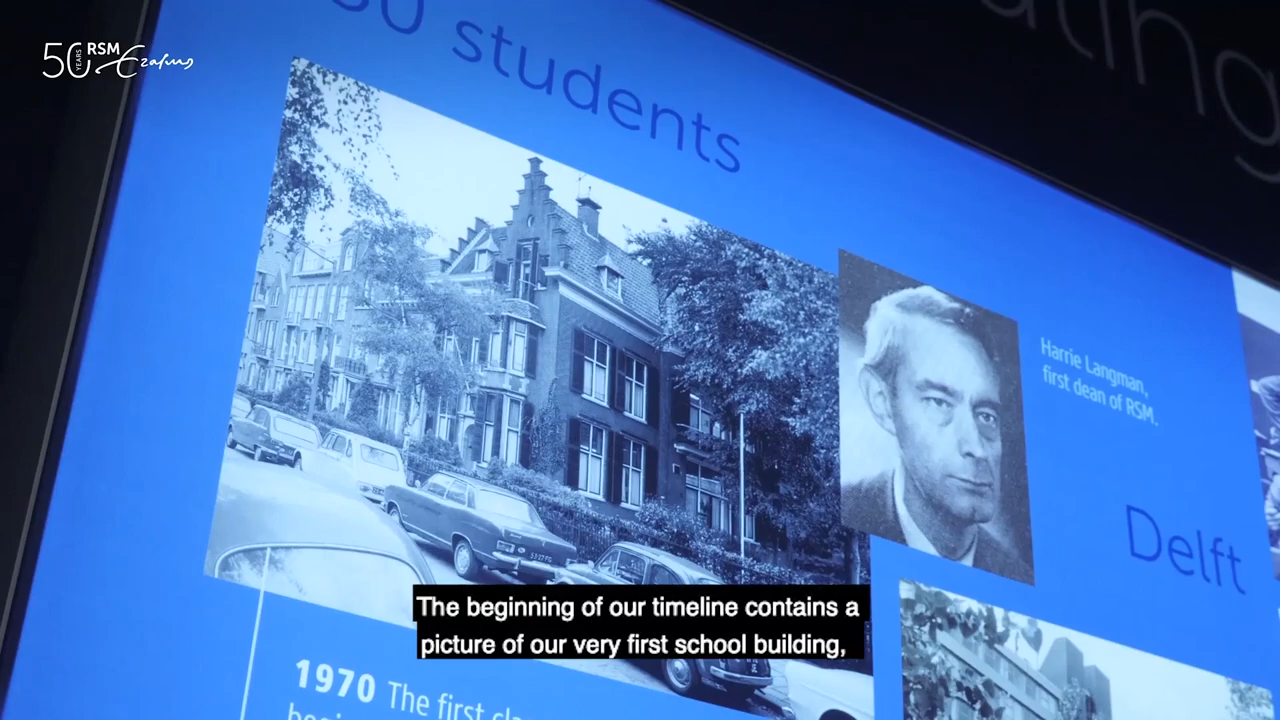 50 YEARS RSM Erasmus
students
Harrie Langman,
first dean of RSM.
Delft
The beginning of our timeline contains a
picture of our very first school building,
1970 The first